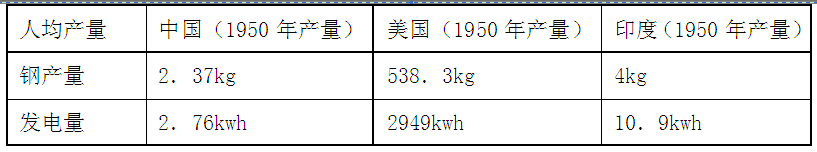 人均产量 中国（1950 年产量） 美国（1950 年产量） 印度（1950 年产量）
钢产量 2．37kg 538．3kg 4kg
发电量 2．76kwh 2949kwh 10．9kwh